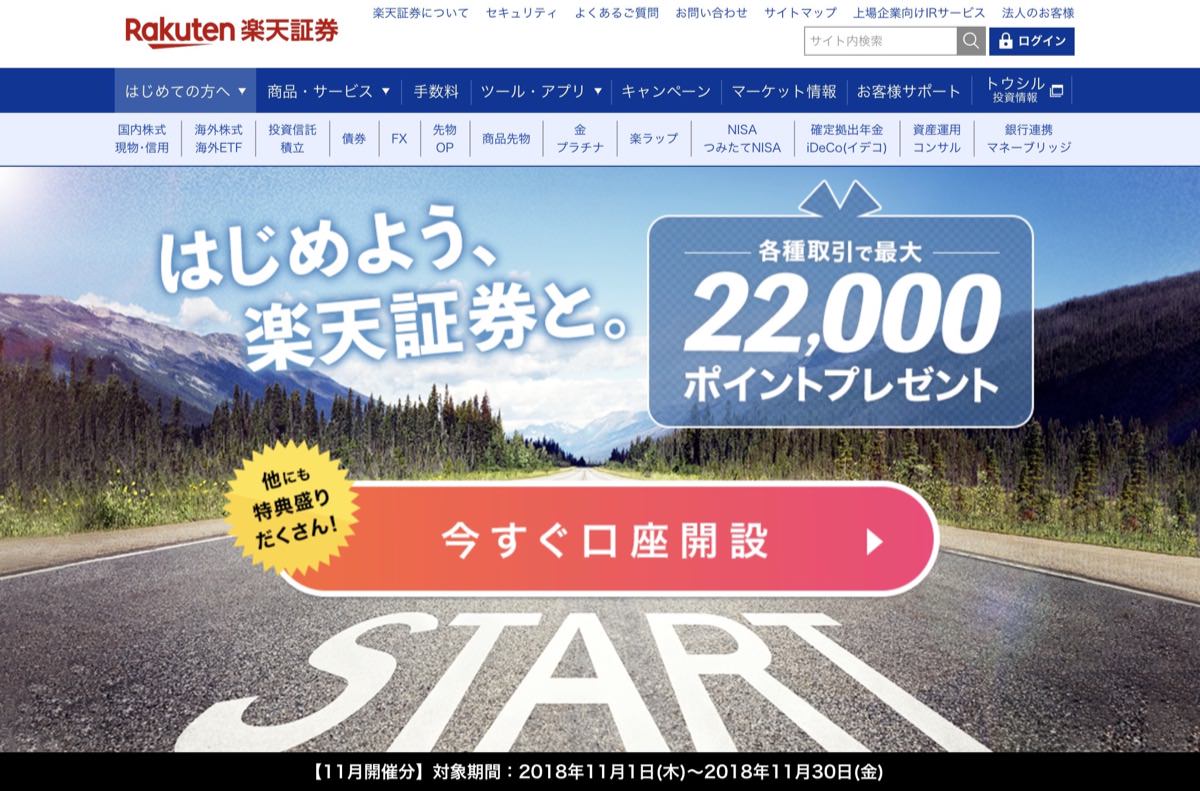 Rakuten 楽天証券
楽天証券について セキュリティ よくあるご質問 お問い合わせ サイトマップ 上場企業向けIRサービス 法人のお客様
サイト内検索 ログイン
はじめての方へ ▼ 商品・サービス ▼ 手数料 ツール・アプリ ▼ キャンペーン マーケット情報 お客様サポート トウシル
投資情報
国内株式
現物･信用
海外株式
海外ETF
投資信託
積立
債券
FX
先物
OP
商品先物
金
プラチナ
楽ラップ
NISA
つみたてNISA
確定拠出年金
iDeCo(イデコ)
資産運用
コンサル
銀行連携
マネーブリッジ
はじめよう、
楽天証券と。
各種取引で最大
22,000
ポイントプレゼント
他にも
特典盛り
だくさん!
今すぐ口座開設
START
【11月開催分】対象期間：2018年11月1日(木)〜2018年11月30日(金)